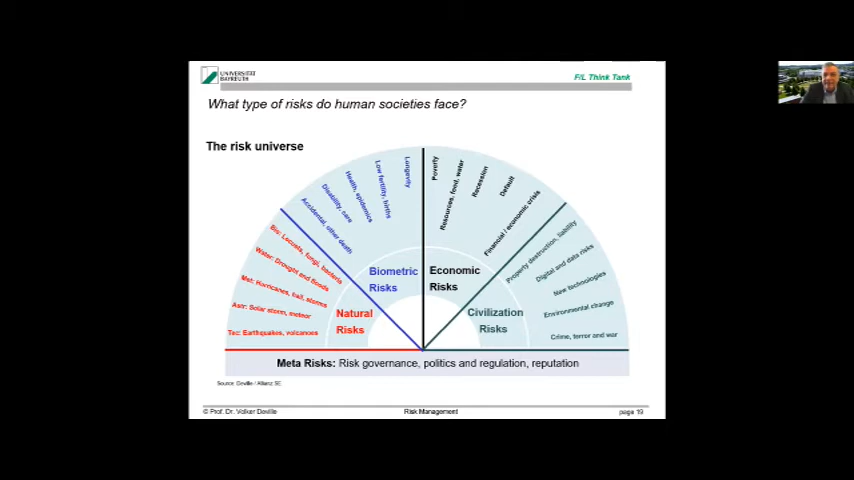 UNIVERSITÄT
BAYREUTH
F/L Think Tank
What type of risks do human societies face?
The risk universe
Tec: Earthquakes, volcanoes
Astr: Solar storm, meteor
Met: Hurricanes, hail, storms
Water: Drought and floods
Bio: Locusts, fungi, bacteria
Natural
Risks
Accidental, other death
Disability, care
Health, epidemics
Low fertility, births
Longevity
Biometric
Risks
Poverty
Resources, food, water
Recession
Default
Financial / economic crisis
Economic
Risks
Property destruction, liability
Digital and data risks
New technologies
Environmental change
Crime, terror and war
Civilization
Risks
Meta Risks: Risk governance, politics and regulation, reputation
Source: Deville / Allianz SE
© Prof. Dr. Volker Deville
Risk Management
page 19